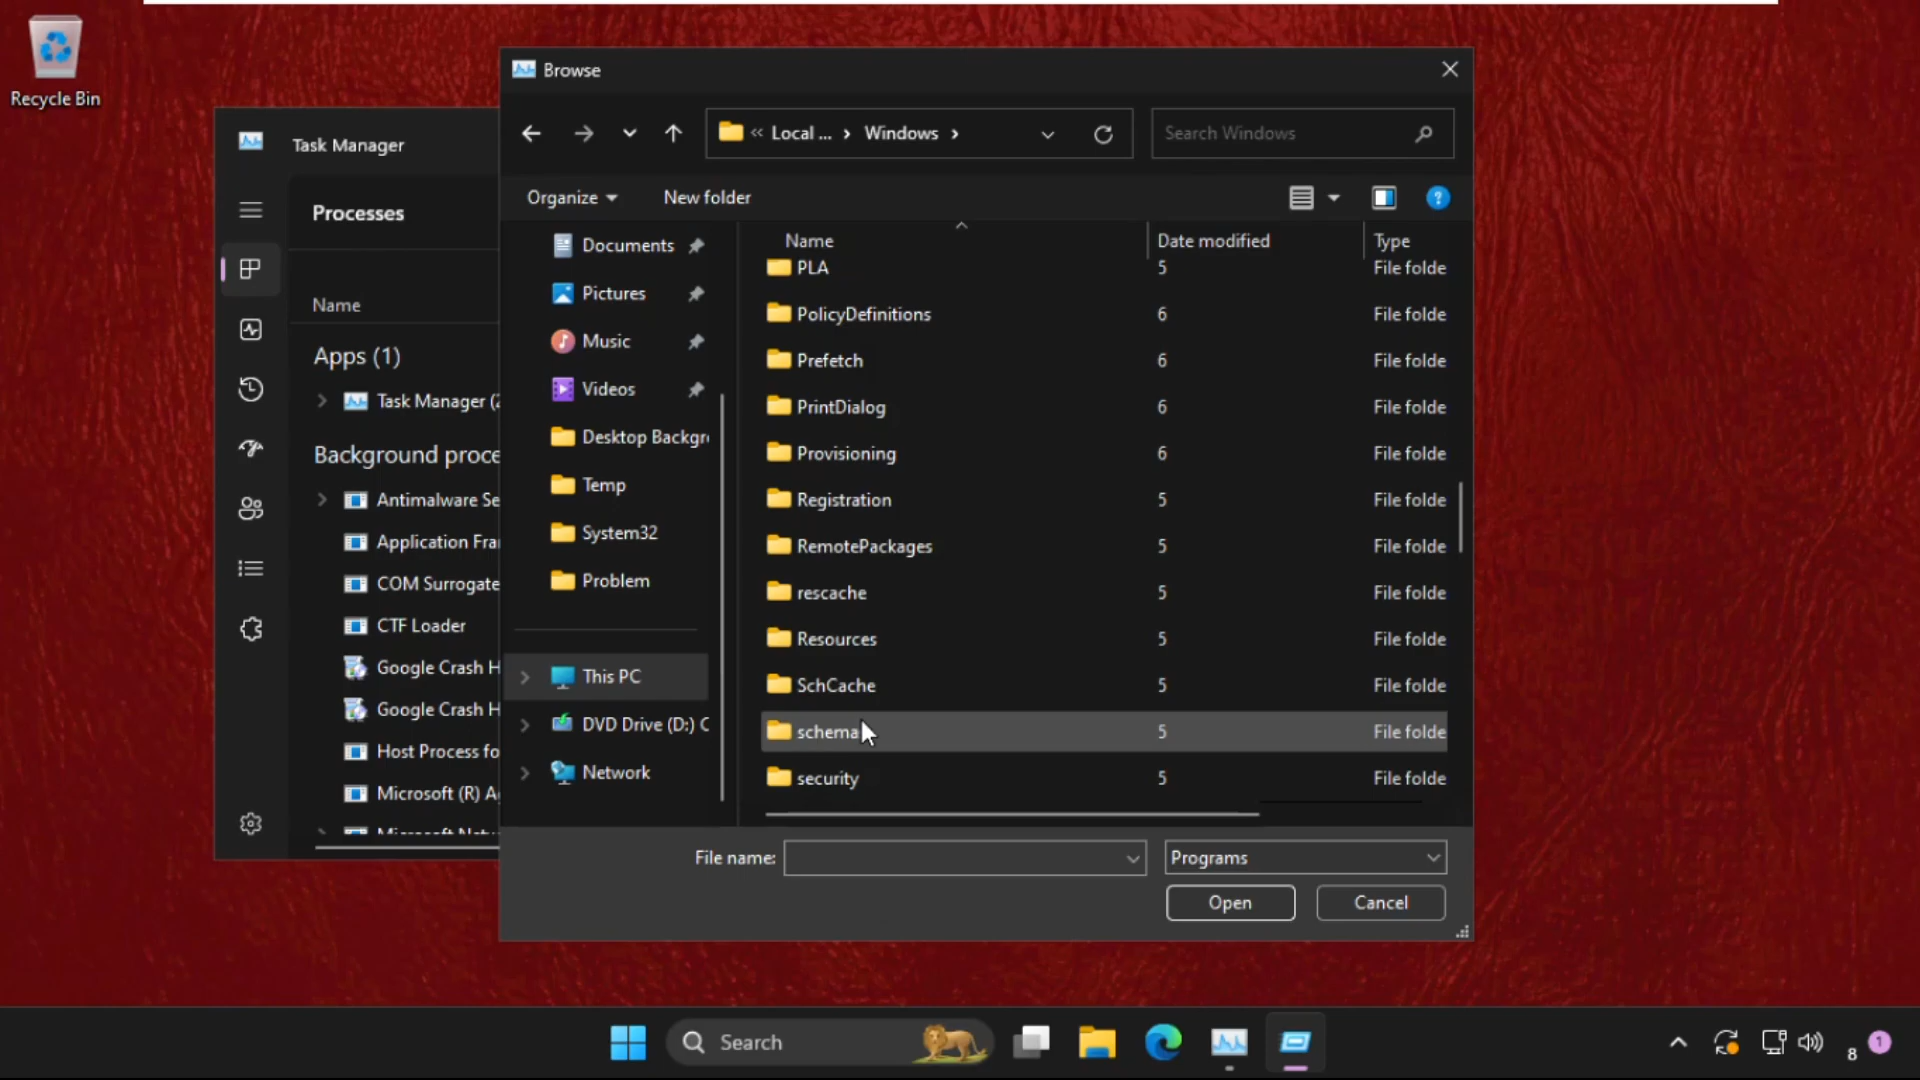 Recycle Bin
Task Manager
Processes
Name
Apps (1)
Task Manager (2
Background proce
Antimalware Se
Application Fra
COM Surrogate
CTF Loader
Google Crash H
Google Crash H
Host Process fo
Microsoft (R) A
Browse
« Local ... › Windows ›
Search Windows
Organize
New folder
Documents
Pictures
Music
Videos
Desktop Backgr
Temp
System32
Problem
This PC
DVD Drive (D:) C
Network
Name Date modified Type
PLA 5 File folde
PolicyDefinitions 6 File folde
Prefetch 6 File folde
PrintDialog 6 File folde
Provisioning 6 File folde
Registration 5 File folde
RemotePackages 5 File folde
rescache 5 File folde
Resources 5 File folde
SchCache 5 File folde
schema 5 File folde
security 5 File folde
File name:
Programs
Open
Cancel
Search
8
1